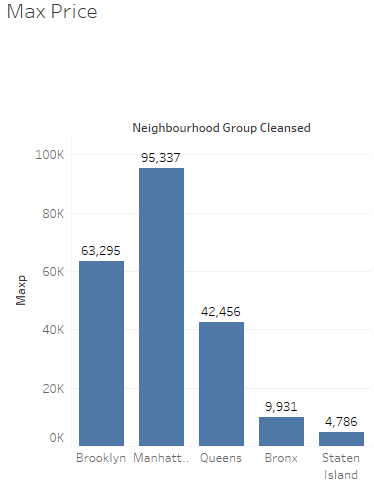 Max Price
Neighbourhood Group Cleansed
100K
80K
60K
40K
20K
0K
Maxp
63,295
95,337
42,456
9,931
4,786
Brooklyn Manhatt.. Queens Bronx Staten
Island